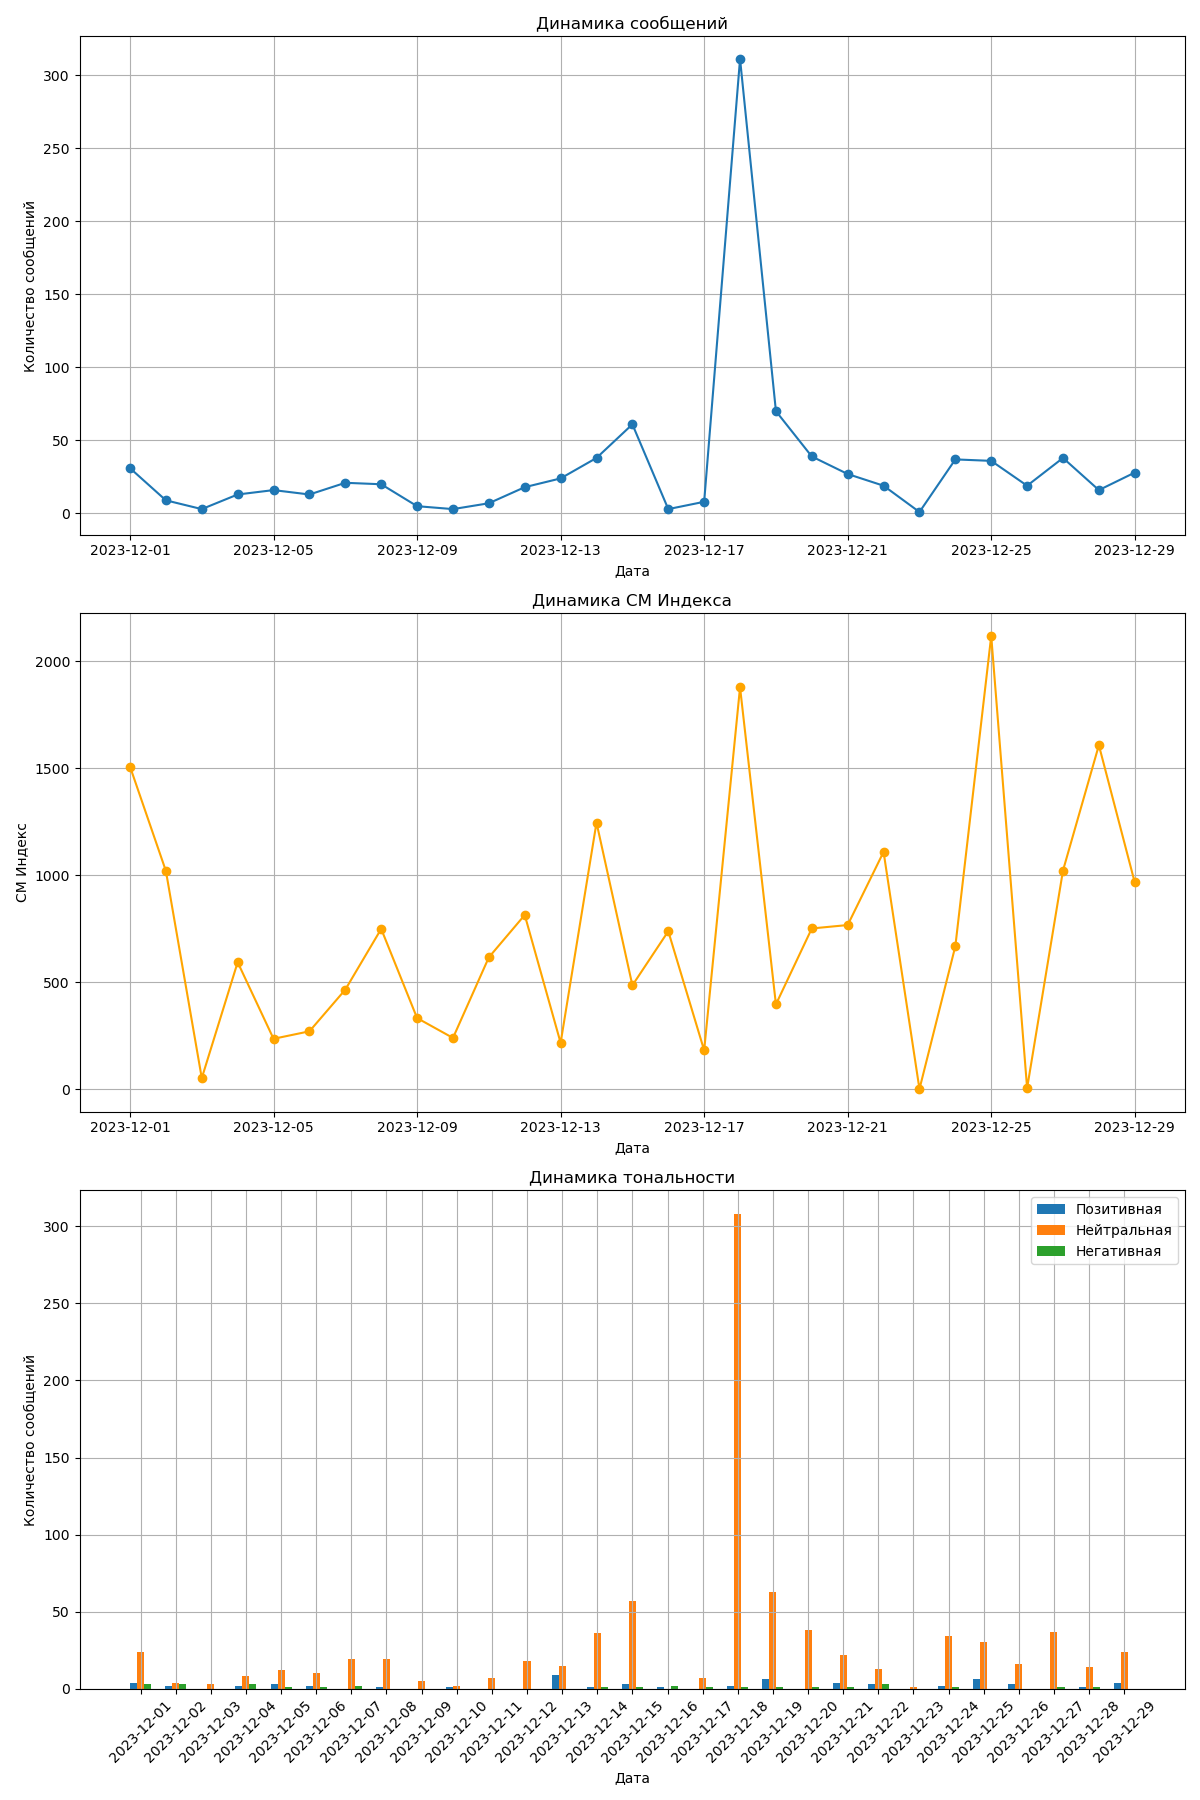 Динамика сообщений
Количество сообщений
300
250
200
150
100
50
0
2023-12-01 2023-12-05 2023-12-09 2023-12-13 2023-12-17 2023-12-21 2023-12-25 2023-12-29
Дата
Динамика СМ Индекса
СМ Индекс
2000
1500
1000
500
0
2023-12-01 2023-12-05 2023-12-09 2023-12-13 2023-12-17 2023-12-21 2023-12-25 2023-12-29
Дата
Динамика тональности
Позитивная
Нейтральная
Негативная
Количество сообщений
300
250
200
150
100
50
0
2023-12-01 2023-12-02 2023-12-03 2023-12-04 2023-12-05 2023-12-06 2023-12-07 2023-12-08 2023-12-09 2023-12-10 2023-12-11 2023-12-12 2023-12-13 2023-12-14 2023-12-15 2023-12-16 2023-12-17 2023-12-18 2023-12-19 2023-12-20 2023-12-21 2023-12-22 2023-12-23 2023-12-24 2023-12-25 2023-12-26 2023-12-27 2023-12-28 2023-12-29
Дата